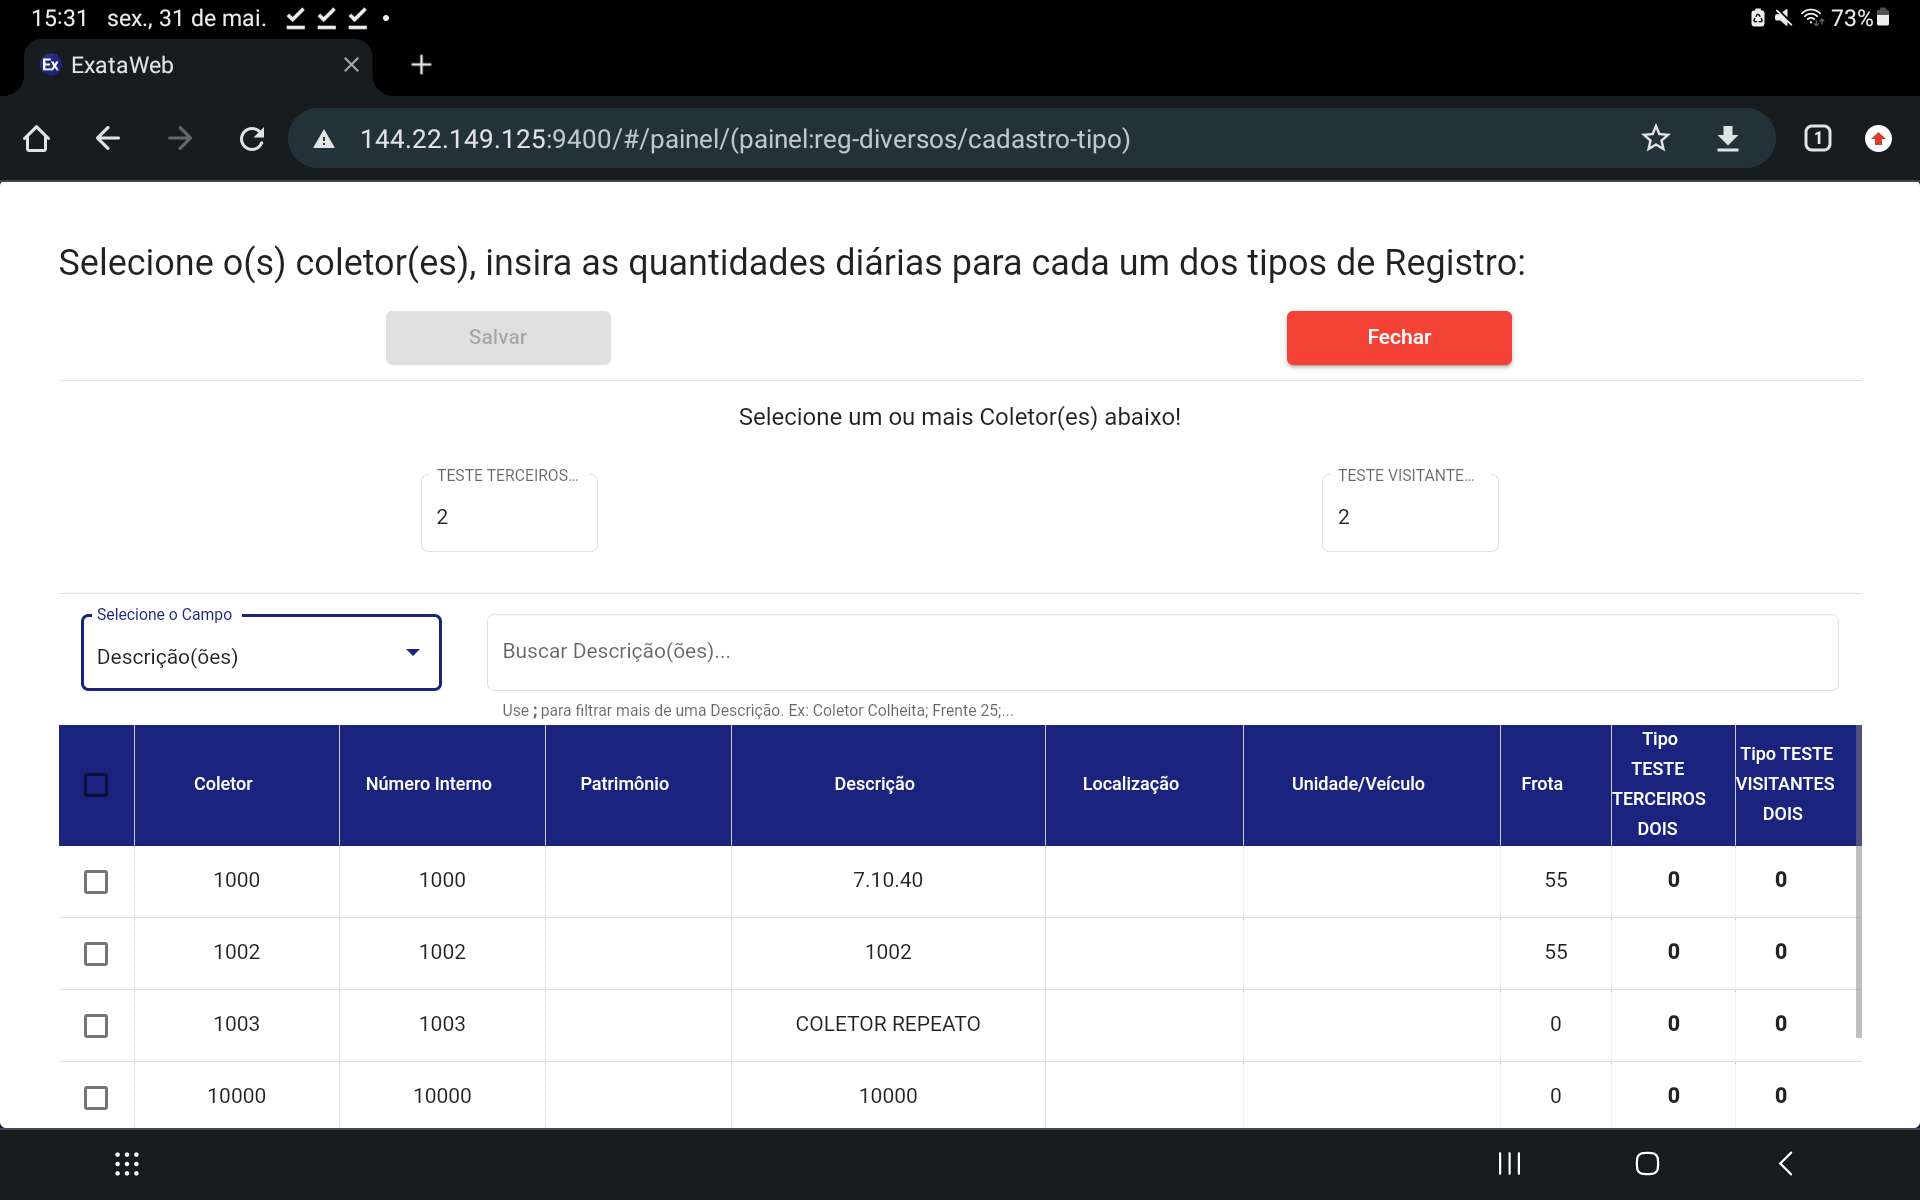 15:31 sex., 31 de mai. 73%
Ex ExataWeb
144.22.149.125:9400/#/painel/(painel:reg-diversos/cadastro-tipo) 1
Selecione o(s) coletor(es), insira as quantidades diárias para cada um dos tipos de Registro:
Salvar Fechar
Selecione um ou mais Coletor(es) abaixo!
TESTE TERCEIROS... TESTE VISITANTE...
2 2
Selecione o Campo
Descrição(ões) Buscar Descrição(ões)...
Use ; para filtrar mais de uma Descrição. Ex: Coletor Colheita; Frente 25;...
Coletor Número Interno Patrimônio Descrição Localização Unidade/Veículo Frota Tipo TESTE TERCEIROS DOIS Tipo TESTE VISITANTES DOIS
1000 1000 7.10.40 55 0 0
1002 1002 1002 55 0 0
1003 1003 COLETOR REPEATO 0 0 0
10000 10000 10000 0 0 0